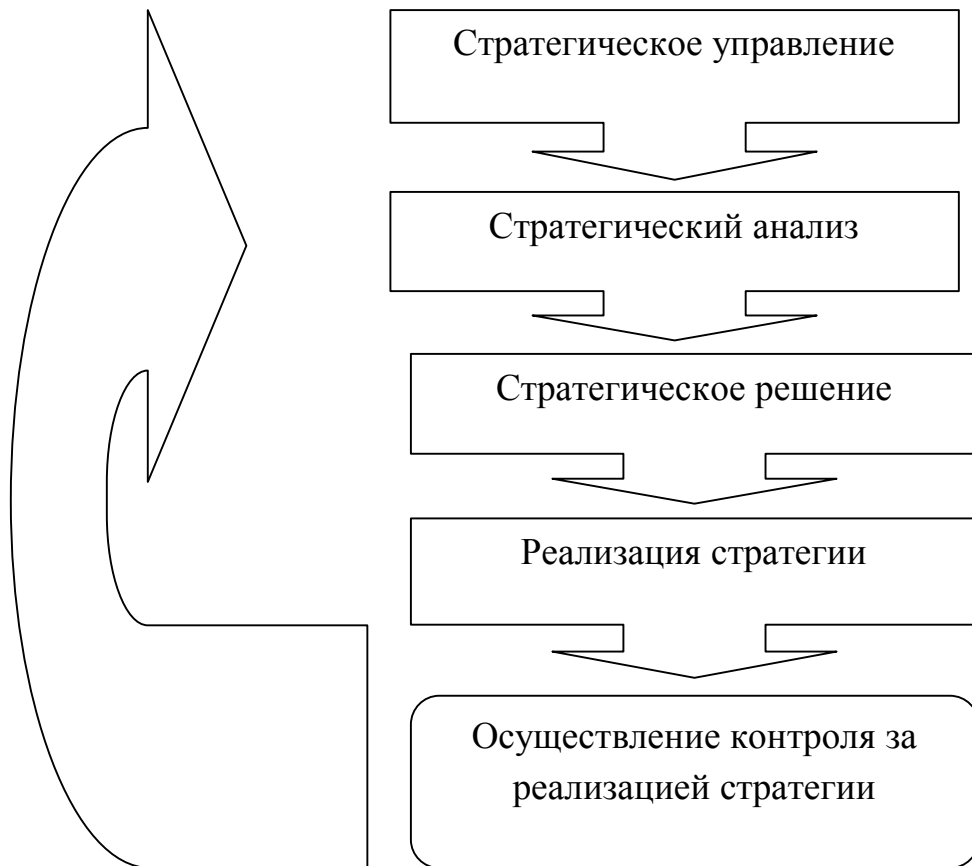 Стратегическое управление
Стратегический анализ
Стратегическое решение
Реализация стратегии
Осуществление контроля за
реализацией стратегии